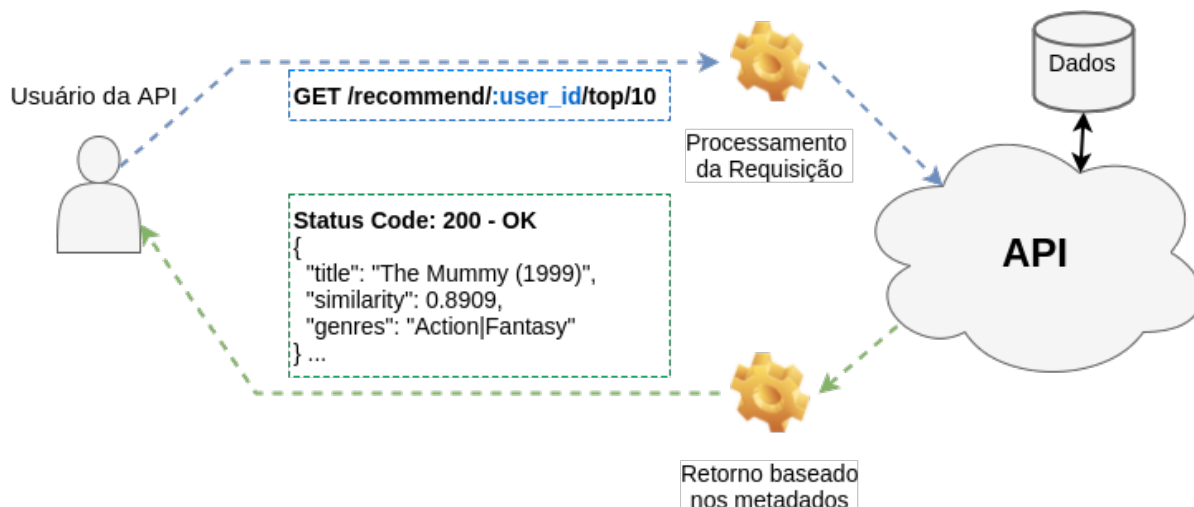 Usuário da API
GET /recommend/:user_id/top/10
Processamento
da Requisição
Dados
API
Status Code: 200 - OK
{
"title": "The Mummy (1999)",
"similarity": 0.8909,
"genres": "Action|Fantasy"
} ...
Retorno baseado
nos metadados